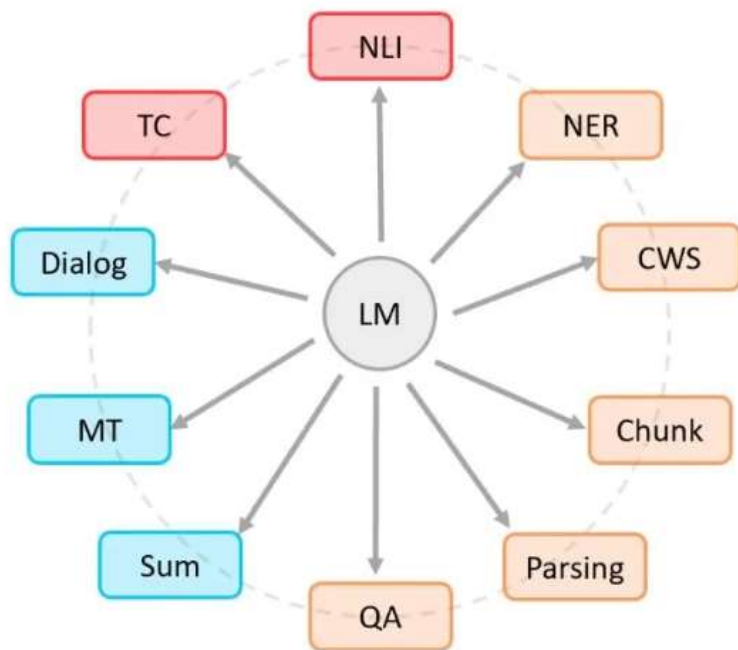 NLI
TC
NER
Dialog
CWS
LM
MT
Chunk
Sum
Parsing
QA